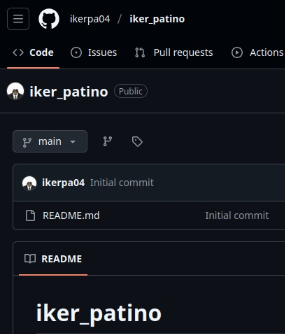 ikerpa04 / iker_patino
Code Issues Pull requests Actions
iker_patino Public
main
ikerpa04 Initial commit
README.md Initial commit
README
iker_patino